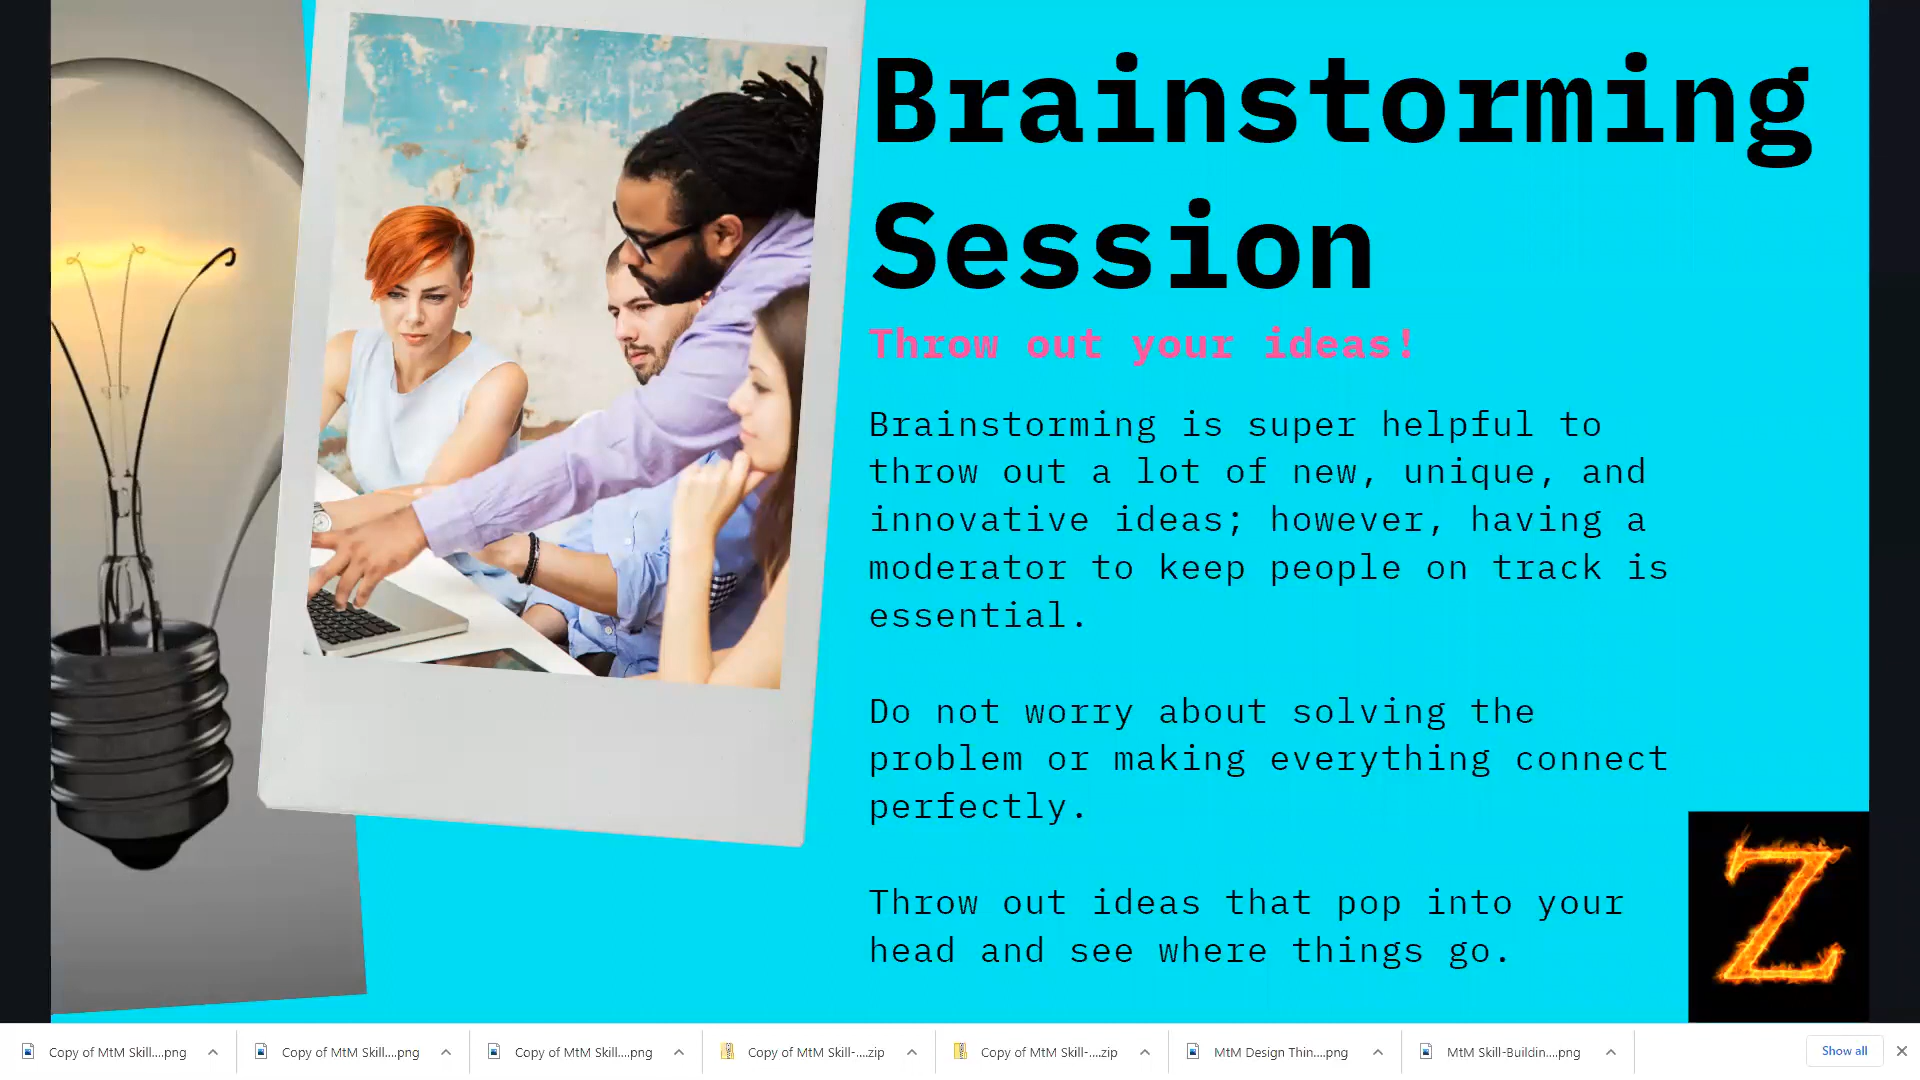 Brainstorming
Session
Throw out your ideas!
Brainstorming is super helpful to
throw out a lot of new, unique, and
innovative ideas; however, having a
moderator to keep people on track is
essential.
Do not worry about solving the
problem or making everything connect
perfectly.
Throw out ideas that pop into your
head and see where things go.
Z
Copy of MtM Skill....png
Copy of MtM Skill....png
Copy of MtM Skill....png
Copy of MtM Skill-....zip
Copy of MtM Skill-....zip
MtM Design Thin....png
MtM Skill-Buildin....png
Show all